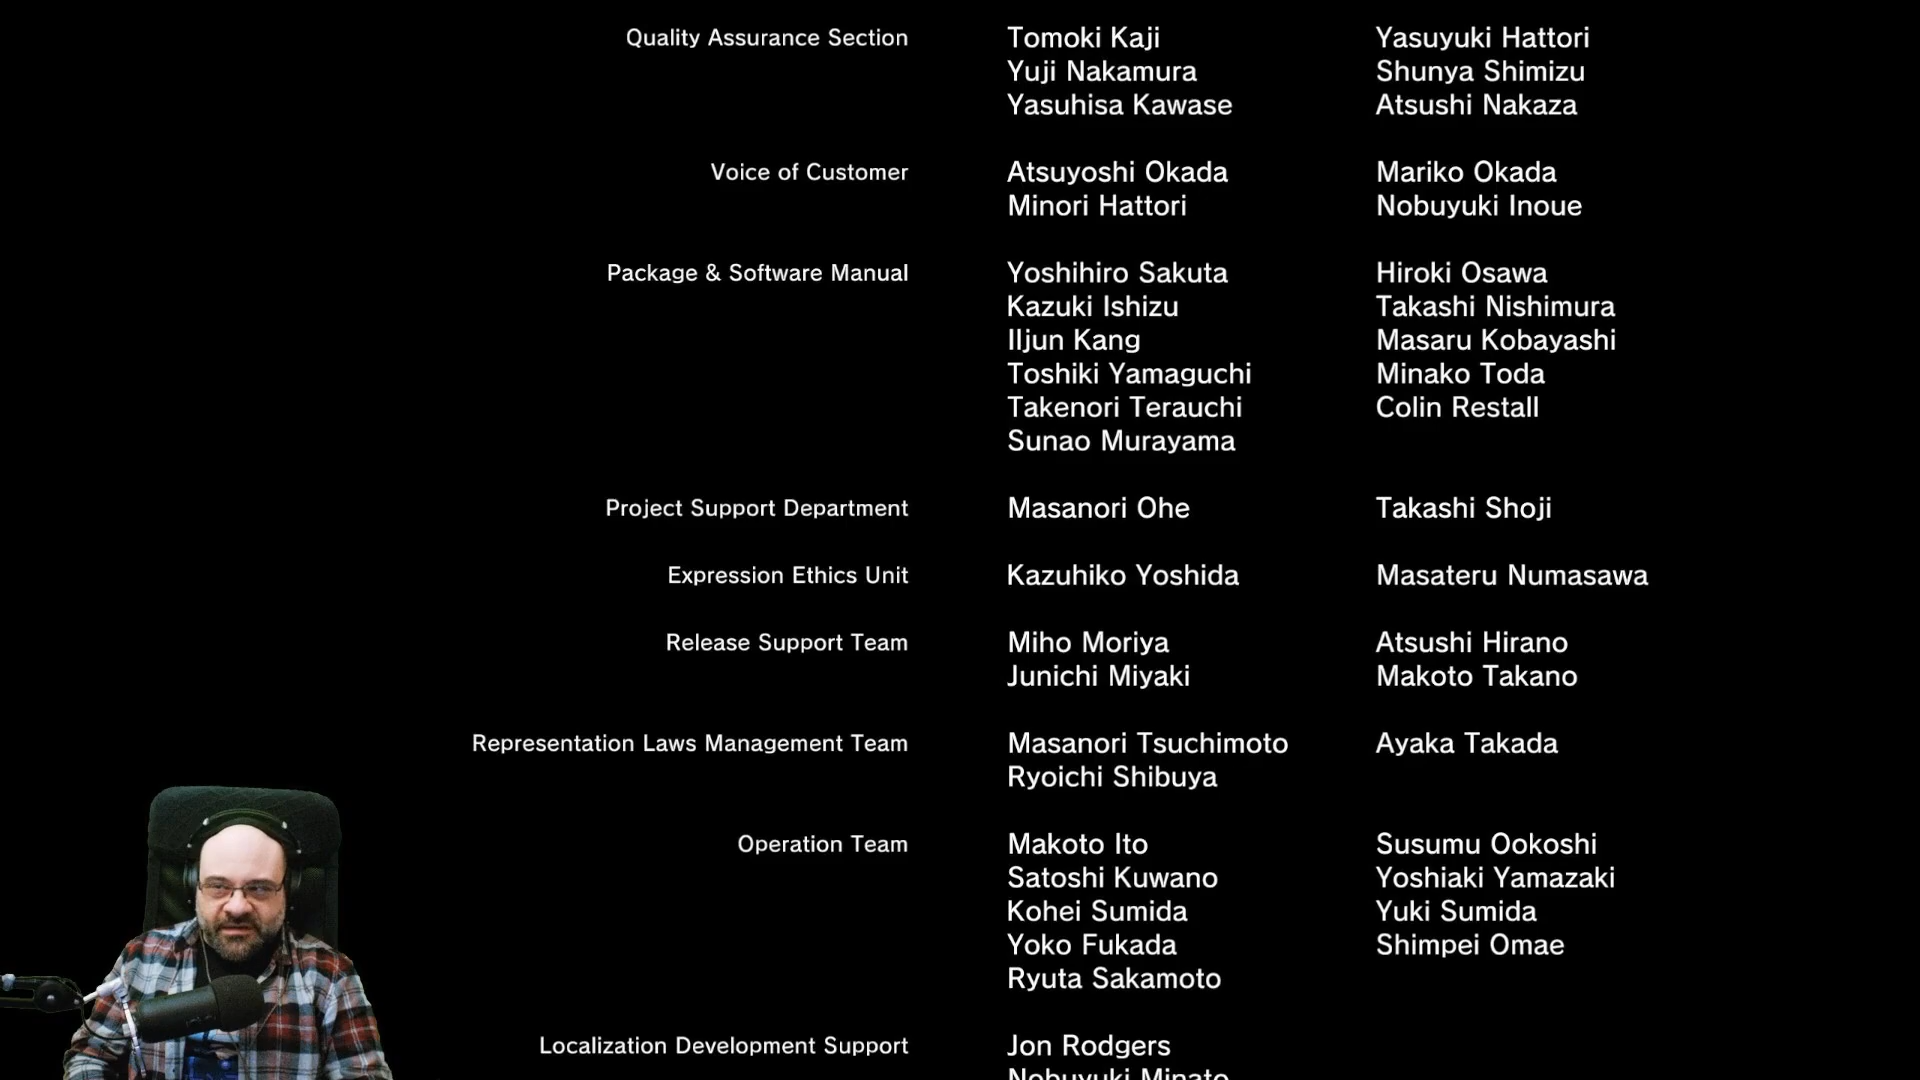 Quality Assurance Section Tomoki Kaji Yasuyuki Hattori
Yuji Nakamura Shunya Shimizu
Yasuhisa Kawase Atsushi Nakaza
Voice of Customer Atsuyoshi Okada Mariko Okada
Minori Hattori Nobuyuki Inoue
Package & Software Manual Yoshihiro Sakuta Hiroki Osawa
Kazuki Ishizu Takashi Nishimura
IIjun Kang Masaru Kobayashi
Toshiki Yamaguchi Minako Toda
Takenori Terauchi Colin Restall
Sunao Murayama
Project Support Department Masanori Ohe Takashi Shoji
Expression Ethics Unit Kazuhiko Yoshida Masateru Numasawa
Release Support Team Miho Moriya Atsushi Hirano
Junichi Miyaki Makoto Takano
Representation Laws Management Team Masanori Tsuchimoto Ayaka Takada
Ryoichi Shibuya
Operation Team Makoto Ito Susumu Ookoshi
Satoshi Kuwano Yoshiaki Yamazaki
Kohei Sumida Yuki Sumida
Yoko Fukada Shimpei Omae
Ryuta Sakamoto
Localization Development Support Jon Rodgers
Nobuyuki Minato